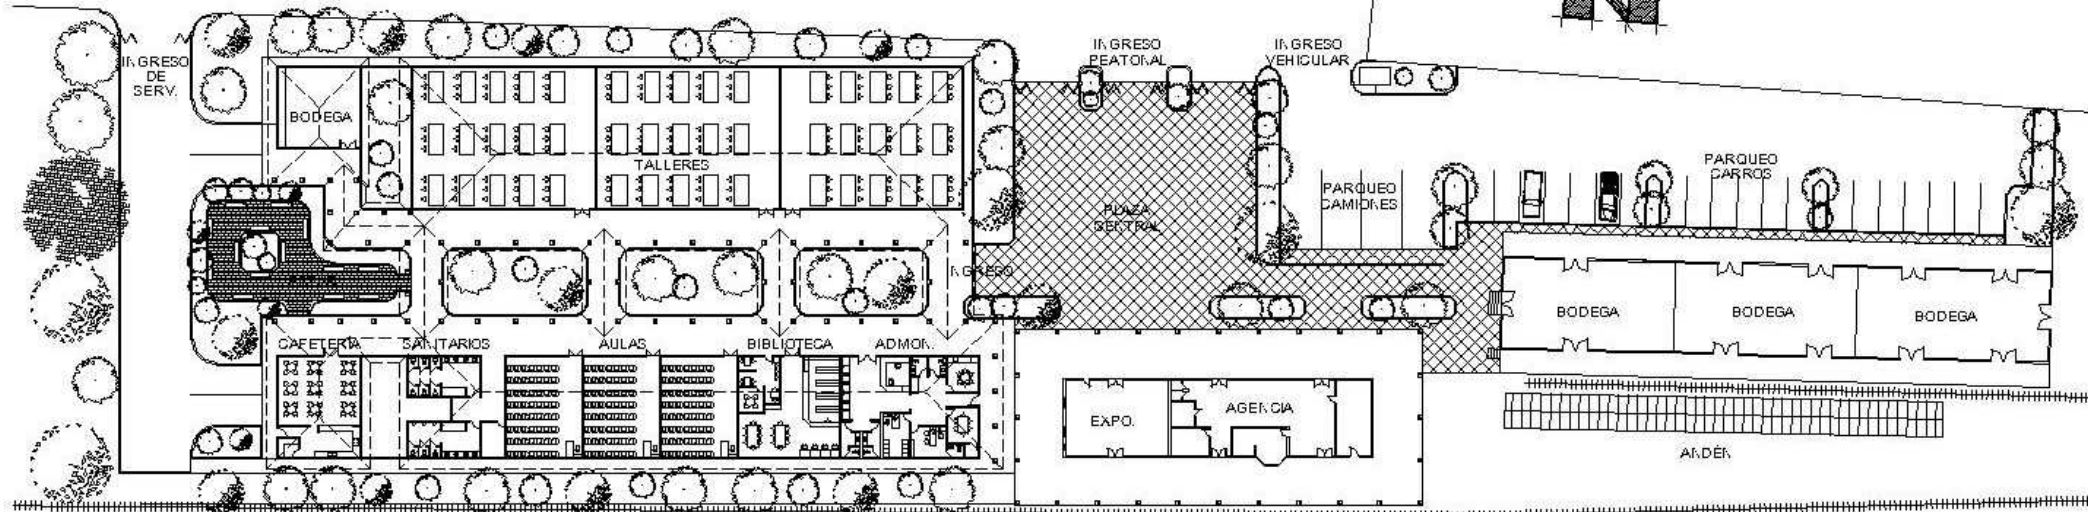 INGRESO
DE
SERV.
BODEGA
TALLERES
INGRESO
PEATONAL
INGRESO
VEHICULAR
PARQUEO
CAMIONES
PARQUEO
CARROS
PLAZA
CENTRAL
INGRESO
BODEGA
BODEGA
BODEGA
CAFETERIA
SANITARIOS
AULAS
BIBLIOTECA
ADMON.
EXPO.
AGENCIA
ANDÉN